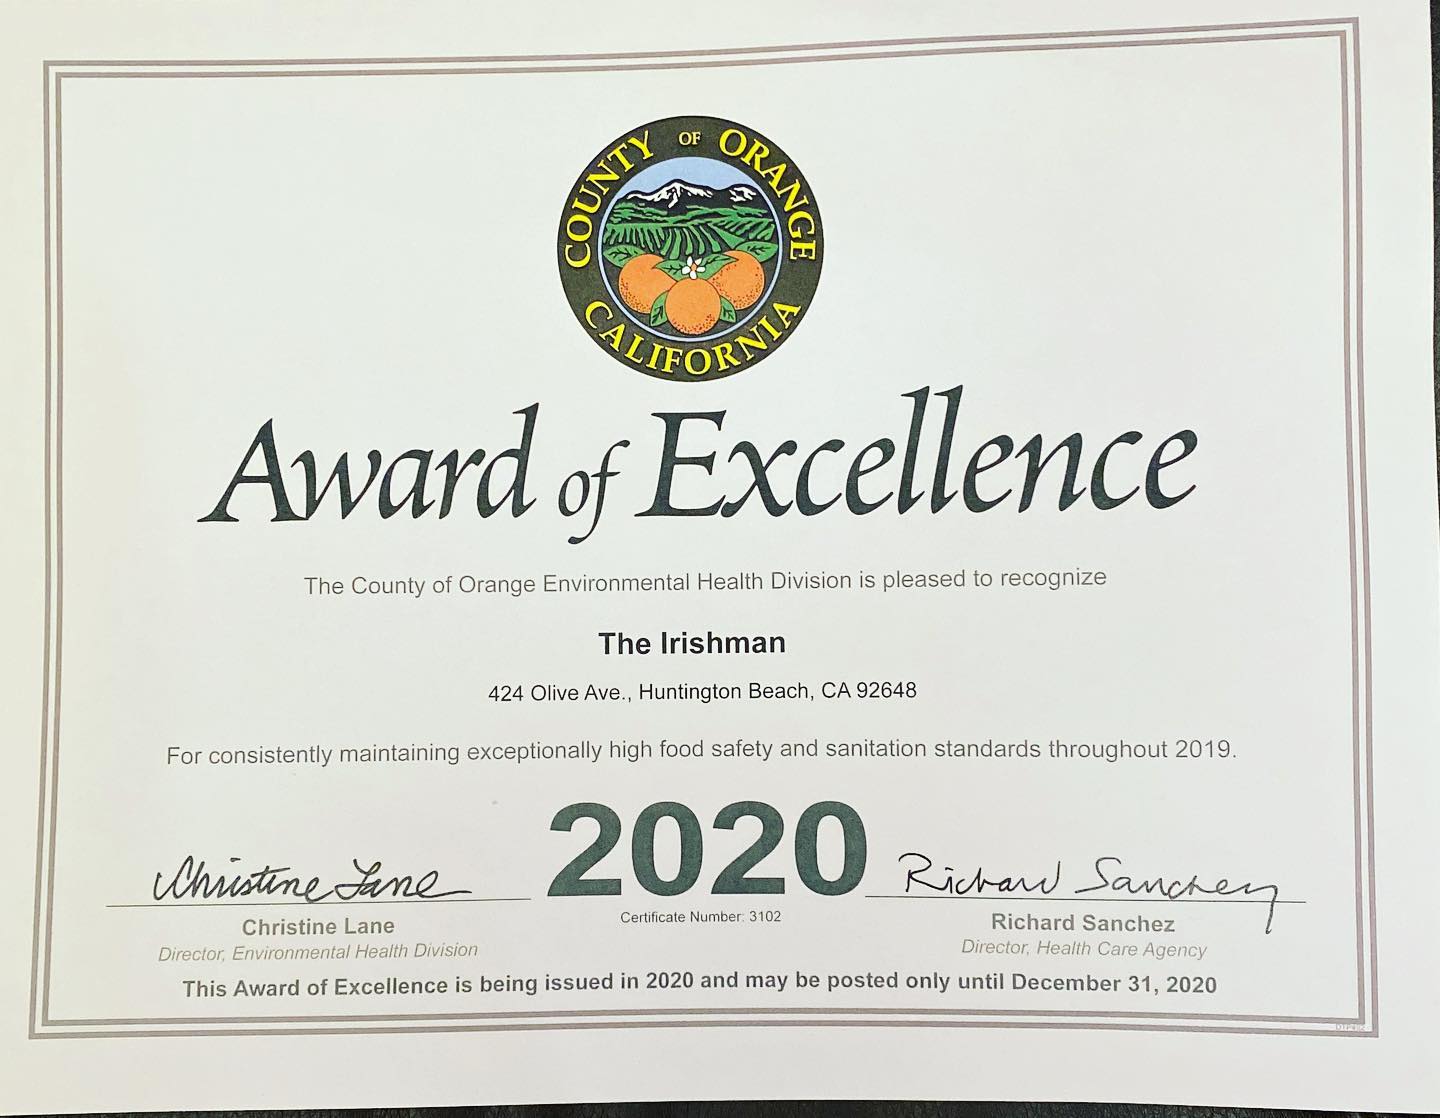 COUNTY OF ORANGE
CALIFORNIA
Award of Excellence
The County of Orange Environmental Health Division is pleased to recognize
The Irishman
424 Olive Ave., Huntington Beach, CA 92648
For consistently maintaining exceptionally high food safety and sanitation standards throughout 2019.
2020
Christine Lane
Richard Sanchez
Certificate Number: 3102
Christine Lane
Richard Sanchez
Director, Environmental Health Division
Director, Health Care Agency
This Award of Excellence is being issued in 2020 and may be posted only until December 31, 2020